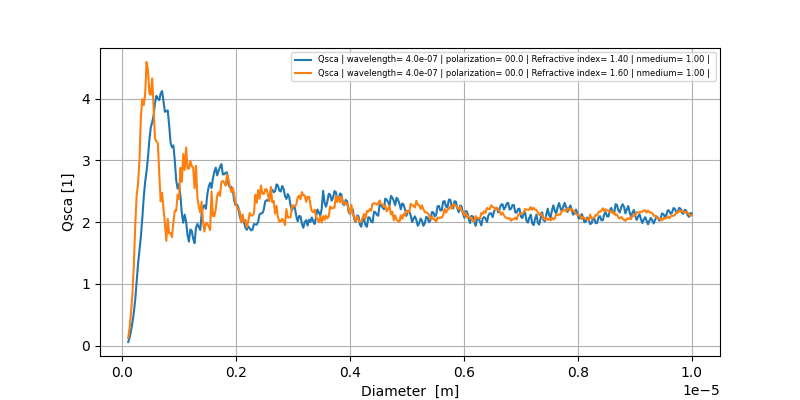 Qsca | wavelength= 4.0e-07 | polarization= 00.0 | Refractive index= 1.40 | nmedium= 1.00 |
Qsca | wavelength= 4.0e-07 | polarization= 00.0 | Refractive index= 1.60 | nmedium= 1.00 |
Qsca [1]
4
3
2
1
0
0.0 0.2 0.4 0.6 0.8 1.0
1e−5
Diameter [m]